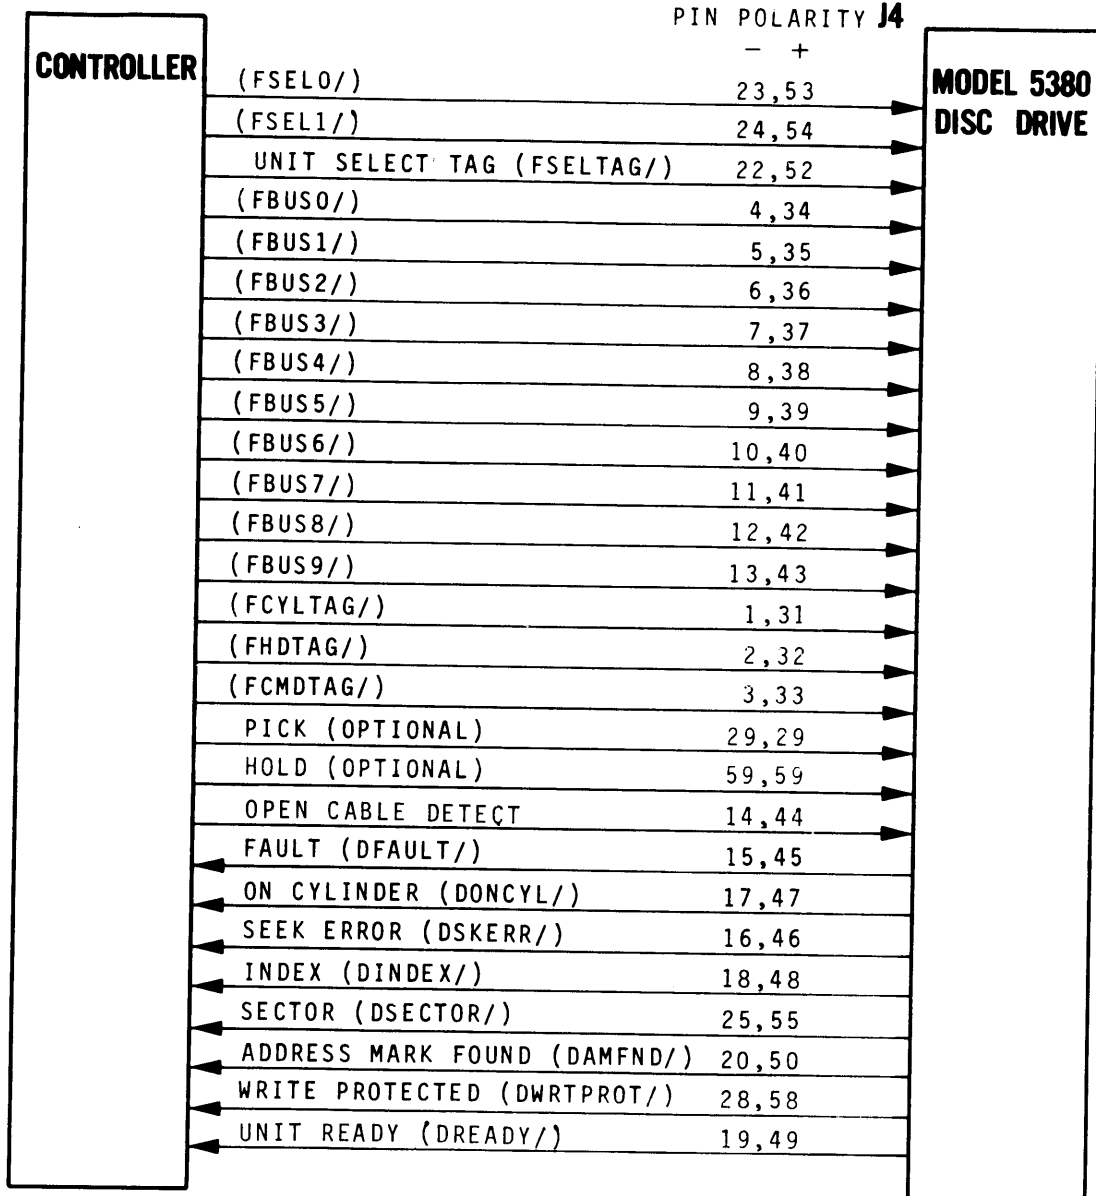 PIN POLARITY J4
- +
CONTROLLER
MODEL 5380
DISC DRIVE
(FSEL0/) 23,53
(FSEL1/) 24,54
UNIT SELECT TAG (FSELTAG/) 22,52
(FBUS0/) 4,34
(FBUS1/) 5,35
(FBUS2/) 6,36
(FBUS3/) 7,37
(FBUS4/) 8,38
(FBUS5/) 9,39
(FBUS6/) 10,40
(FBUS7/) 11,41
(FBUS8/) 12,42
(FBUS9/) 13,43
(FCYLTAG/) 1,31
(FHDTAG/) 2,32
(FCMDTAG/) 3,33
PICK (OPTIONAL) 29,29
HOLD (OPTIONAL) 59,59
OPEN CABLE DETECT 14,44
FAULT (DFAULT/) 15,45
ON CYLINDER (DONCYL/) 17,47
SEEK ERROR (DSKERR/) 16,46
INDEX (DINDEX/) 18,48
SECTOR (DSECTOR/) 25,55
ADDRESS MARK FOUND (DAMFND/) 20,50
WRITE PROTECTED (DWRTPROT/) 28,58
UNIT READY (DREADY/) 19,49